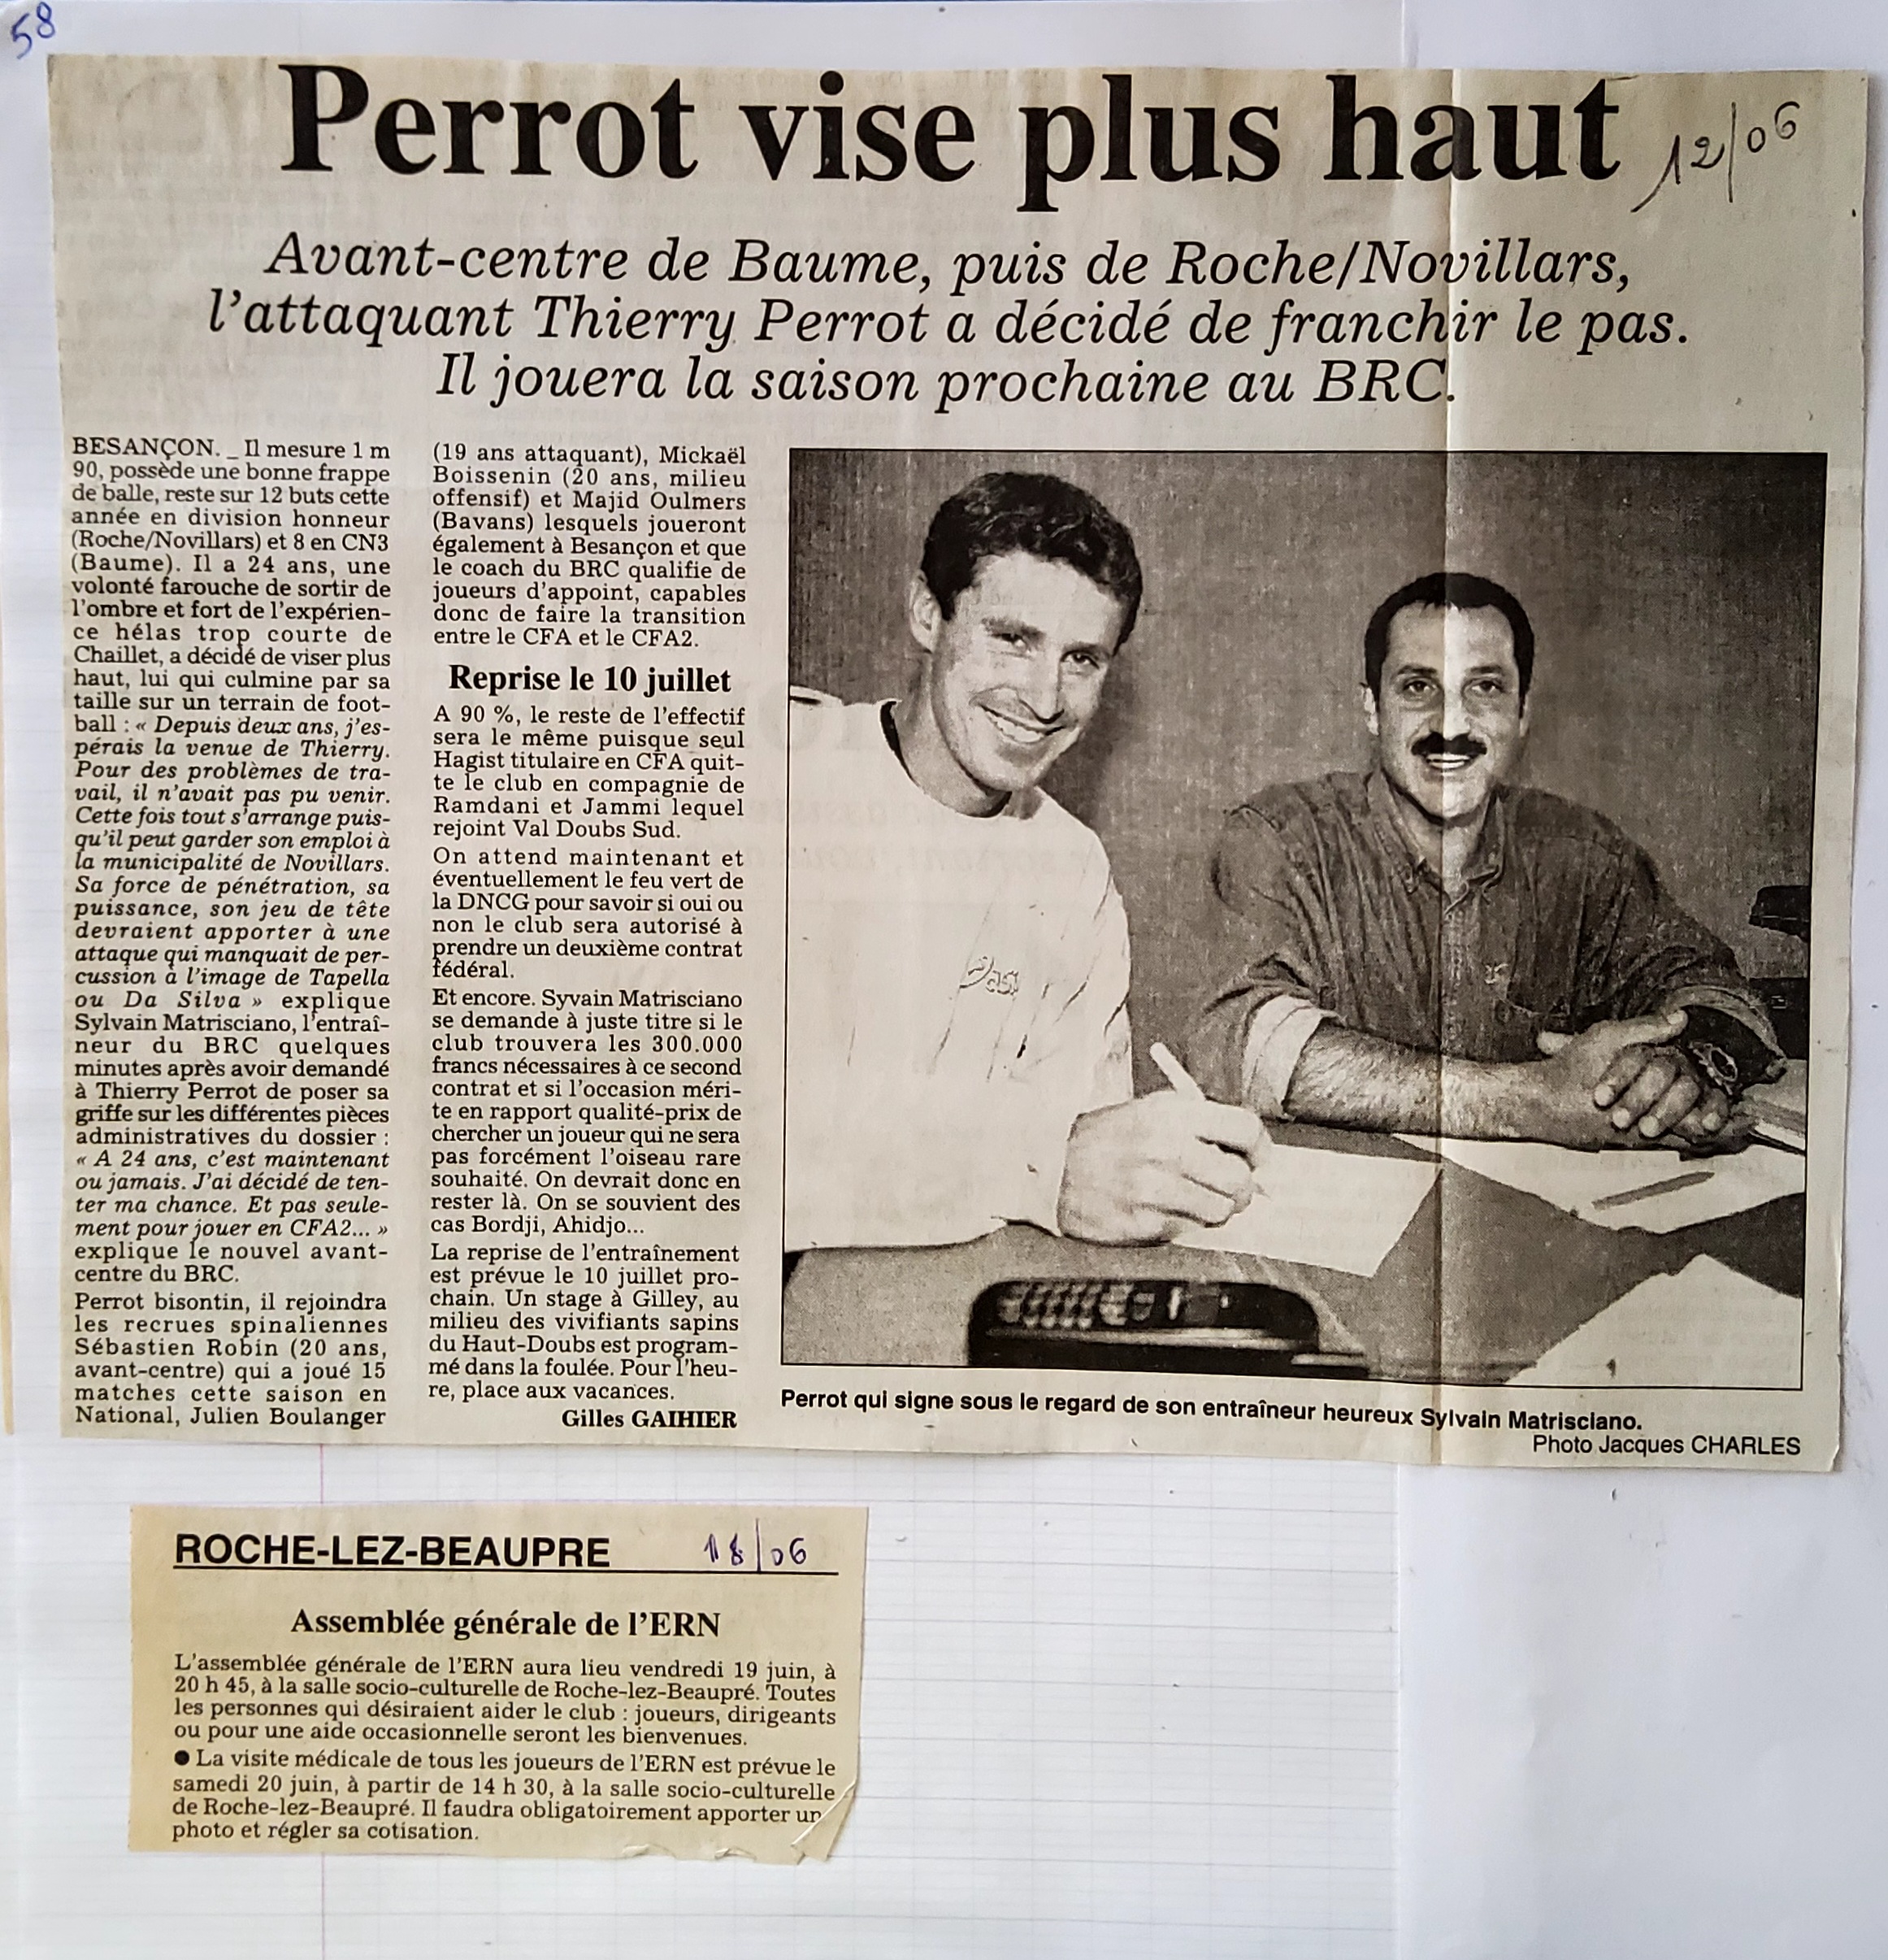 58
Perrot vise plus haut
12/06
Avant-centre de Baume, puis de Roche/Novillars,
l'attaquant Thierry Perrot a décidé de franchir le pas.
Il jouera la saison prochaine au BRC.
BESANÇON. _ Il mesure 1 m
90, possède une bonne frappe
de balle, reste sur 12 buts cette
année en division honneur
(Roche/Novillars) et 8 en CN3
(Baume). Il a 24 ans, une
volonté farouche de sortir de
l'ombre et fort de l'expérien-
ce hélas trop courte de
Chaillet, a décidé de viser plus
haut, lui qui culmine par sa
taille sur un terrain de foot-
ball : « Depuis deux ans, j'es-
pérais la venue de Thierry.
Pour des problèmes de tra-
vail, il n'avait pas pu venir.
Cette fois tout s'arrange puis-
qu'il peut garder son emploi à
la municipalité de Novillars.
Sa force de pénétration, sa
puissance, son jeu de tête
devraient apporter à une
attaque qui manquait de per-
cussion à l'image de Tapella
ou Da Silva » explique
Sylvain Matrisciano, l'entraî-
neur du BRC quelques
minutes après avoir demandé
à Thierry Perrot de poser sa
griffe sur les différentes pièces
administratives du dossier :
« A 24 ans, c'est maintenant
ou jamais. J'ai décidé de ten-
ter ma chance. Et pas seule-
ment pour jouer en CFA2... »
explique le nouvel avant-
centre du BRC.
Perrot bisontin, il rejoindra
les recrues spinaliennes
Sébastien Robin (20 ans,
avant-centre) qui a joué 15
matches cette saison en
National, Julien Boulanger
(19 ans attaquant), Mickaël
Boissenin (20 ans, milieu
offensif) et Majid Oulmers
(Bavans) lesquels joueront
également à Besançon et que
le coach du BRC qualifie de
joueurs d'appoint, capables
donc de faire la transition
entre le CFA et le CFA2.
Reprise le 10 juillet
A 90 %, le reste de l'effectif
sera le même puisque seul
Hagist titulaire en CFA quit-
te le club en compagnie de
Ramdani et Jammi lequel
rejoint Val Doubs Sud.
On attend maintenant et
éventuellement le feu vert de
la DNCG pour savoir si oui ou
non le club sera autorisé à
prendre un deuxième contrat
fédéral.
Et encore. Syvain Matrisciano
se demande à juste titre si le
club trouvera les 300.000
francs nécessaires à ce second
contrat et si l'occasion méri-
te en rapport qualité-prix de
chercher un joueur qui ne sera
pas forcément l'oiseau rare
souhaité. On devrait donc en
rester là. On se souvient des
cas Bordji, Ahidjo...
La reprise de l'entraînement
est prévue le 10 juillet pro-
chain. Un stage à Gilley, au
milieu des vivifiants sapins
du Haut-Doubs est program-
mé dans la foulée. Pour l'heu-
re, place aux vacances.
Gilles GAIHIER
Perrot qui signe sous le regard de son entraîneur heureux Sylvain Matrisciano.
Photo Jacques CHARLES
ROCHE-LEZ-BEAUPRE
18/06
Assemblée générale de l'ERN
L'assemblée générale de l'ERN aura lieu vendredi 19 juin, à
20 h 45, à la salle socio-culturelle de Roche-lez-Beaupré. Toutes
les personnes qui désiraient aider le club : joueurs, dirigeants
ou pour une aide occasionnelle seront les bienvenues.
● La visite médicale de tous les joueurs de l'ERN est prévue le
samedi 20 juin, à partir de 14 h 30, à la salle socio-culturelle
de Roche-lez-Beaupré. Il faudra obligatoirement apporter un
photo et régler sa cotisation.